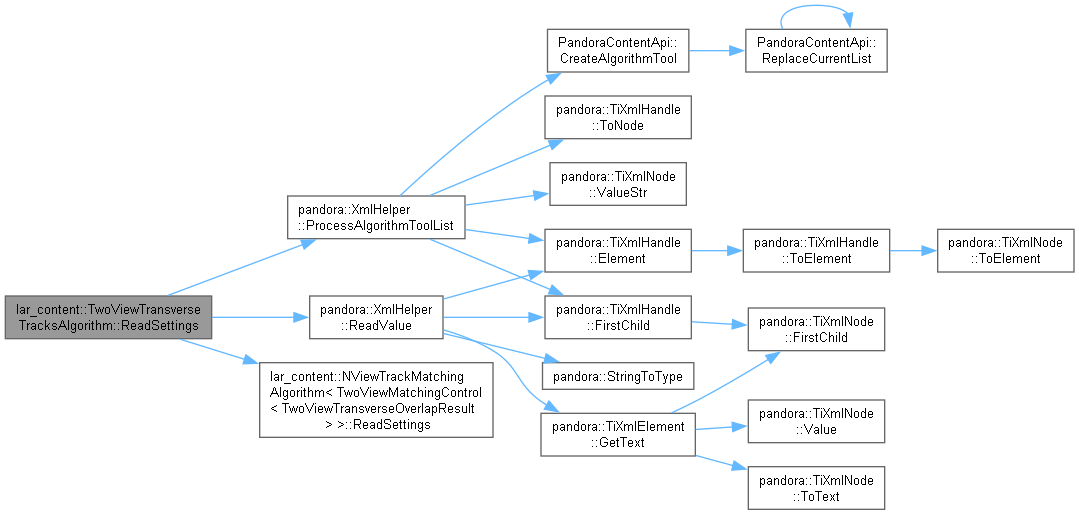 lar_content::TwoViewTransverse
TracksAlgorithm::ReadSettings
pandora::XmlHelper
::ProcessAlgorithmToolList
PandoraContentApi::
CreateAlgorithmTool
PandoraContentApi::
ReplaceCurrentList
pandora::TiXmlHandle
::ToNode
pandora::TiXmlNode
::ValueStr
pandora::TiXmlHandle
::Element
pandora::TiXmlHandle
::ToElement
pandora::TiXmlNode
::ToElement
pandora::TiXmlHandle
::FirstChild
pandora::TiXmlNode
::FirstChild
pandora::XmlHelper
::ReadValue
pandora::StringToType
pandora::TiXmlElement
::GetText
pandora::TiXmlNode
::Value
pandora::TiXmlNode
::ToText
lar_content::NViewTrackMatching
Algorithm< TwoViewMatchingControl
< TwoViewTransverseOverlapResult
> >::ReadSettings